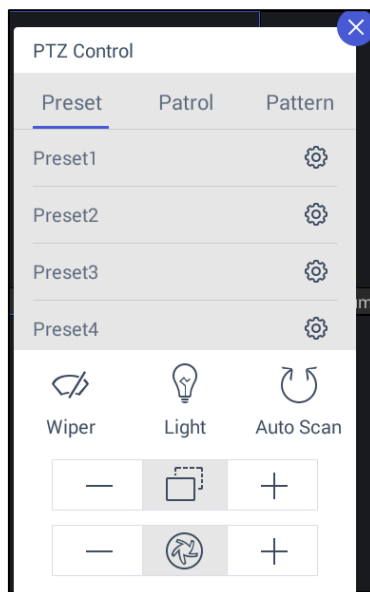 PTZ Control
Preset Patrol Pattern
Preset1
Preset2
Preset3
Preset4
Wiper Light Auto Scan